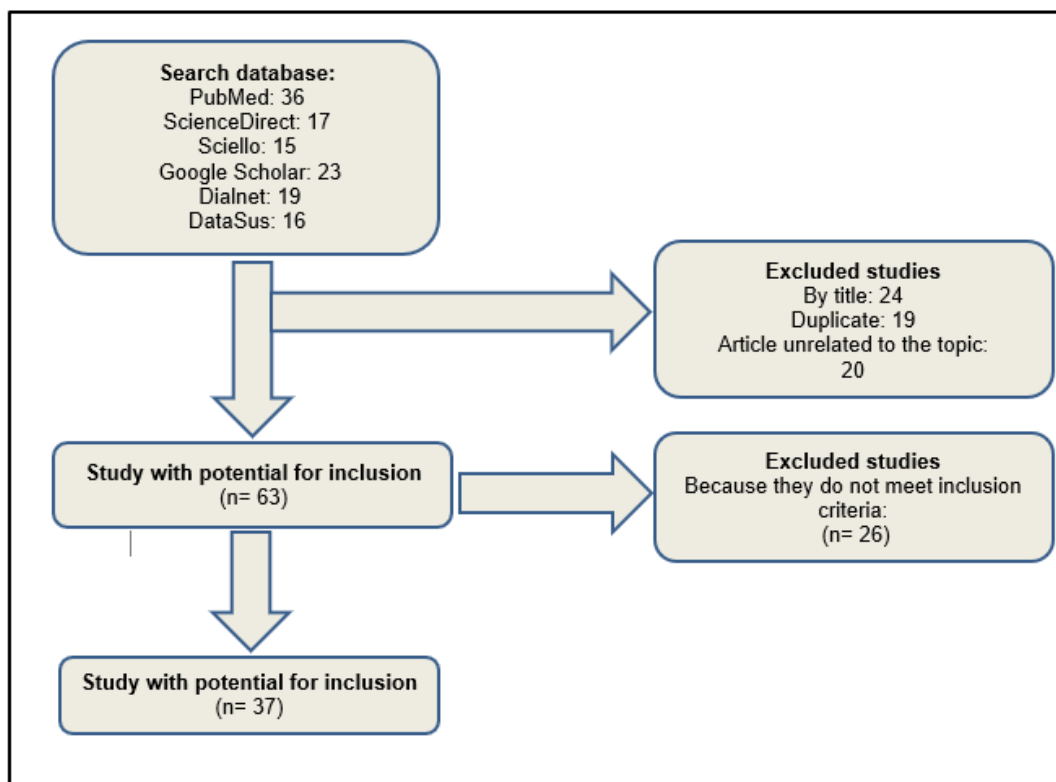 Search database:
PubMed: 36
ScienceDirect: 17
Sciello: 15
Google Scholar: 23
Dialnet: 19
DataSus: 16
Excluded studies
By title: 24
Duplicate: 19
Article unrelated to the topic:
20
Study with potential for inclusion
(n= 63)
Excluded studies
Because they do not meet inclusion
criteria:
(n= 26)
Study with potential for inclusion
(n= 37)